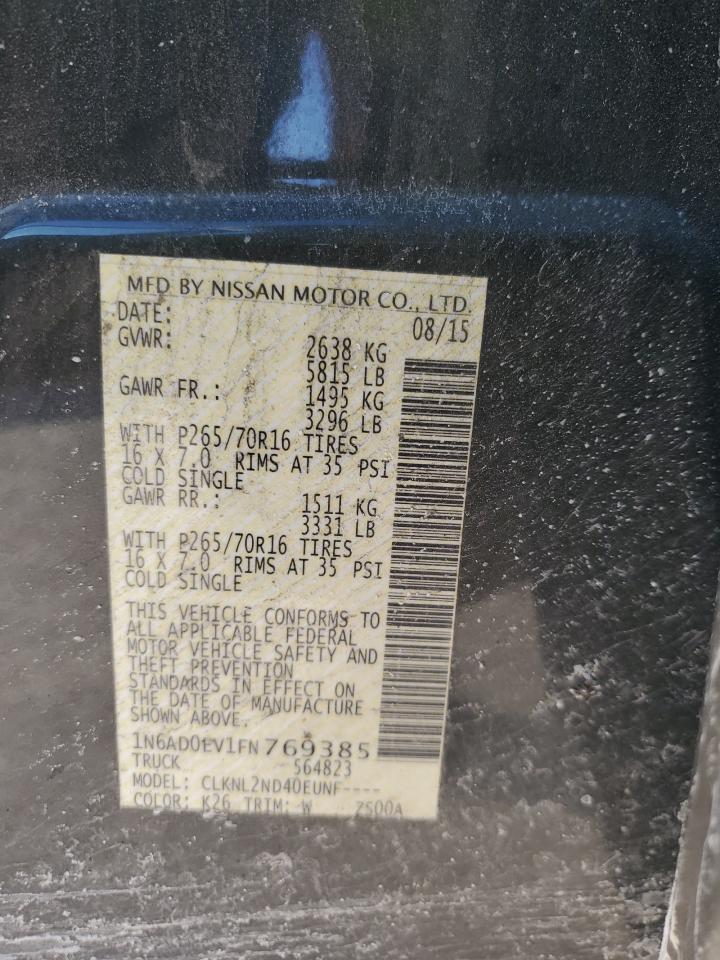 MFD BY NISSAN MOTOR CO., LTD.
DATE: 08/15
GVWR: 2638 KG
5815 LB
GAWR FR.: 1495 KG
3296 LB
WITH P265/70R16 TIRES
16 X 7.0 RIMS AT 35 PSI
COLD SINGLE
GAWR RR.: 1511 KG
3331 LB
WITH P265/70R16 TIRES
16 X 7.0 RIMS AT 35 PSI
COLD SINGLE
THIS VEHICLE CONFORMS TO
ALL APPLICABLE FEDERAL
MOTOR VEHICLE SAFETY AND
THEFT PREVENTION
STANDARDS IN EFFECT ON
THE DATE OF MANUFACTURE
SHOWN ABOVE.
1N6AD0EV1FN769385
TRUCK 564823
MODEL: CLKNL2ND40EUNF----
COLOR: K26 TRIM: W ZS00A